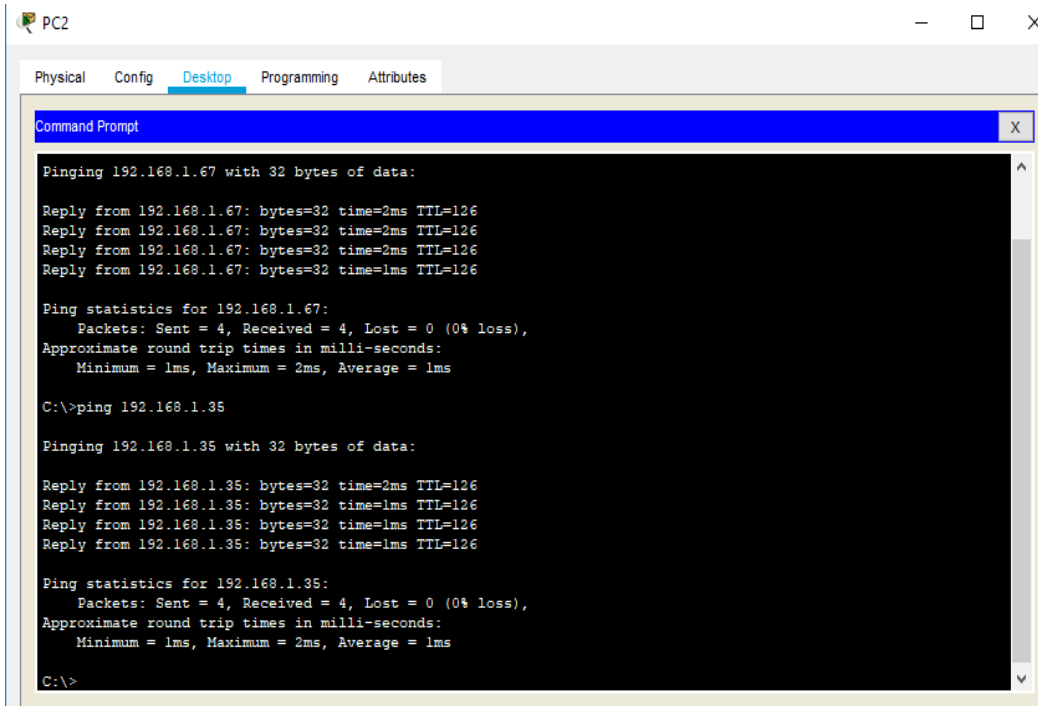 PC2
Physical Config Desktop Programming Attributes
Command Prompt X
Pinging 192.168.1.67 with 32 bytes of data:
Reply from 192.168.1.67: bytes=32 time=2ms TTL=126
Reply from 192.168.1.67: bytes=32 time=2ms TTL=126
Reply from 192.168.1.67: bytes=32 time=2ms TTL=126
Reply from 192.168.1.67: bytes=32 time=1ms TTL=126
Ping statistics for 192.168.1.67:
Packets: Sent = 4, Received = 4, Lost = 0 (0% loss),
Approximate round trip times in milli-seconds:
Minimum = 1ms, Maximum = 2ms, Average = 1ms
C:\>ping 192.168.1.35
Pinging 192.168.1.35 with 32 bytes of data:
Reply from 192.168.1.35: bytes=32 time=2ms TTL=126
Reply from 192.168.1.35: bytes=32 time=1ms TTL=126
Reply from 192.168.1.35: bytes=32 time=1ms TTL=126
Reply from 192.168.1.35: bytes=32 time=1ms TTL=126
Ping statistics for 192.168.1.35:
Packets: Sent = 4, Received = 4, Lost = 0 (0% loss),
Approximate round trip times in milli-seconds:
Minimum = 1ms, Maximum = 2ms, Average = 1ms
C:\>